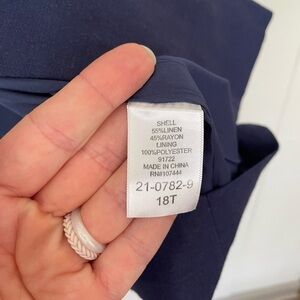 SHELL
55%LINEN
45%RAYON
LINING
100%POLYESTER
91722
MADE IN CHINA
RN#107444
21-0782-9
18T